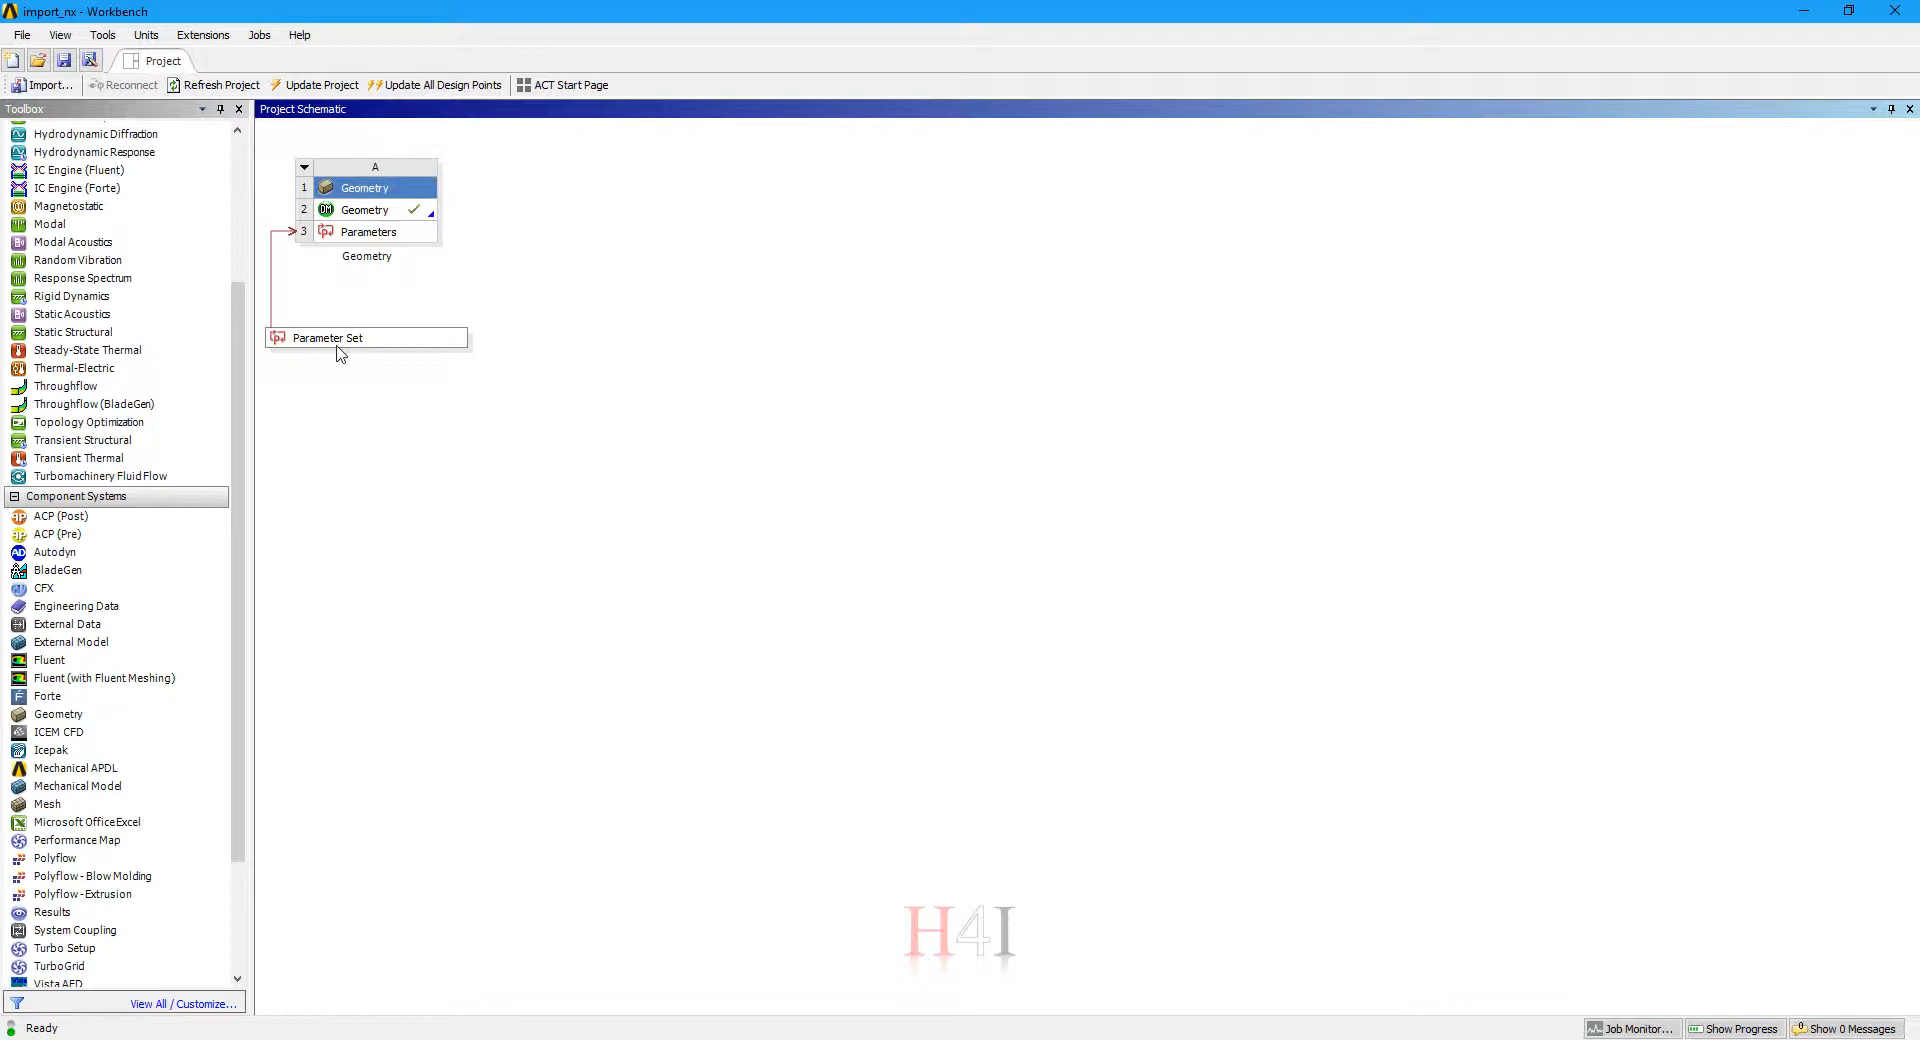 import_nx - Workbench
File View Tools Units Extensions Jobs Help
Project
Import... Reconnect Refresh Project Update Project Update All Design Points ACT Start Page
Toolbox
Hydrodynamic Diffraction
Hydrodynamic Response
IC Engine (Fluent)
IC Engine (Forte)
Magnetostatic
Modal
Modal Acoustics
Random Vibration
Response Spectrum
Rigid Dynamics
Static Acoustics
Static Structural
Steady-State Thermal
Thermal-Electric
Throughflow
Throughflow (BladeGen)
Topology Optimization
Transient Structural
Transient Thermal
Turbomachinery Fluid Flow
Component Systems
ACP (Post)
ACP (Pre)
Autodyn
BladeGen
CFX
Engineering Data
External Data
External Model
Fluent
Fluent (with Fluent Meshing)
Forte
Geometry
ICEM CFD
Icepak
Mechanical APDL
Mechanical Model
Mesh
Microsoft Office Excel
Performance Map
Polyflow
Polyflow - Blow Molding
Polyflow - Extrusion
Results
System Coupling
Turbo Setup
TurboGrid
Vista AFD
View All / Customize...
Project Schematic
A
1 Geometry
2 DM Geometry
3 Parameters
Geometry
Parameter Set
H4I
Ready
Job Monitor... Show Progress Show 0 Messages